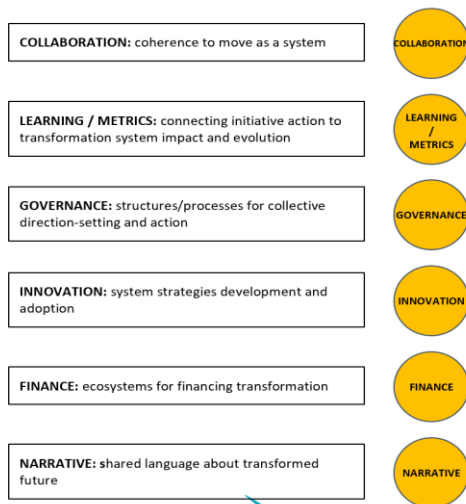 COLLABORATION: coherence to move as a system
COLLABORATION
LEARNING / METRICS: connecting initiative action to
transformation system impact and evolution
LEARNING
/
METRICS
GOVERNANCE: structures/processes for collective
direction-setting and action
GOVERNANCE
INNOVATION: system strategies development and
adoption
INNOVATION
FINANCE: ecosystems for financing transformation
FINANCE
NARRATIVE: shared language about transformed
future
NARRATIVE